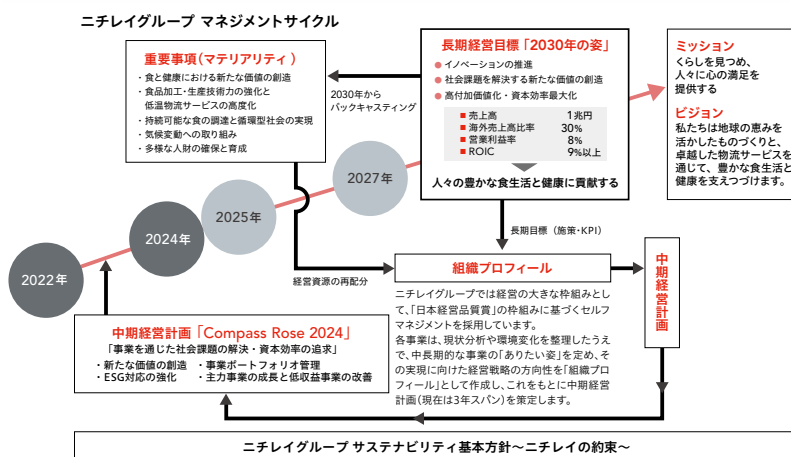 ニチレイグループ マネジメントサイクル
重要事項(マテリアリティ)
・食と健康における新たな価値の創造
・食品加工・生産技術力の強化と
低温物流サービスの高度化
・持続可能な食の調達と循環型社会の実現
・気候変動への取り組み
・多様な人財の確保と育成
2030年から
バックキャスティング
長期経営目標「2030年の姿」
● イノベーションの推進
● 社会課題を解決する新たな価値の創造
● 高付加価値化・資本効率最大化
■ 売上高 1兆円
■ 海外売上高比率 30%
■ 営業利益率 8%
■ ROIC 9%以上
人々の豊かな食生活と健康に貢献する
ミッション
くらしを見つめ、
人々に心の満足を
提供する
ビジョン
私たちは地球の恵みを
活かしたものづくりと、
卓越した物流サービスを
通じて、豊かな食生活と
健康を支えつづけます。
2022年
2024年
2025年
2027年
長期目標(施策・KPI)
経営資源の再配分
組織プロフィール
ニチレイグループでは経営の大きな枠組みとし
て、「日本経営品質賞」の枠組みに基づくセルフ
マネジメントを採用しています。
各事業は、現状分析や環境変化を整理したうえ
で、中長期的な事業の「ありたい姿」を定め、そ
の実現に向けた経営戦略の方向性を「組織プロ
フィール」として作成し、これをもとに中期経営
計画(現在は3年スパン)を策定します。
中期経営計画
中期経営計画「Compass Rose 2024」
「事業を通じた社会課題の解決・資本効率の追求」
・新たな価値の創造 ・事業ポートフォリオ管理
・ESG対応の強化 ・主力事業の成長と低収益事業の改善
ニチレイグループ サステナビリティ基本方針～ニチレイの約束～